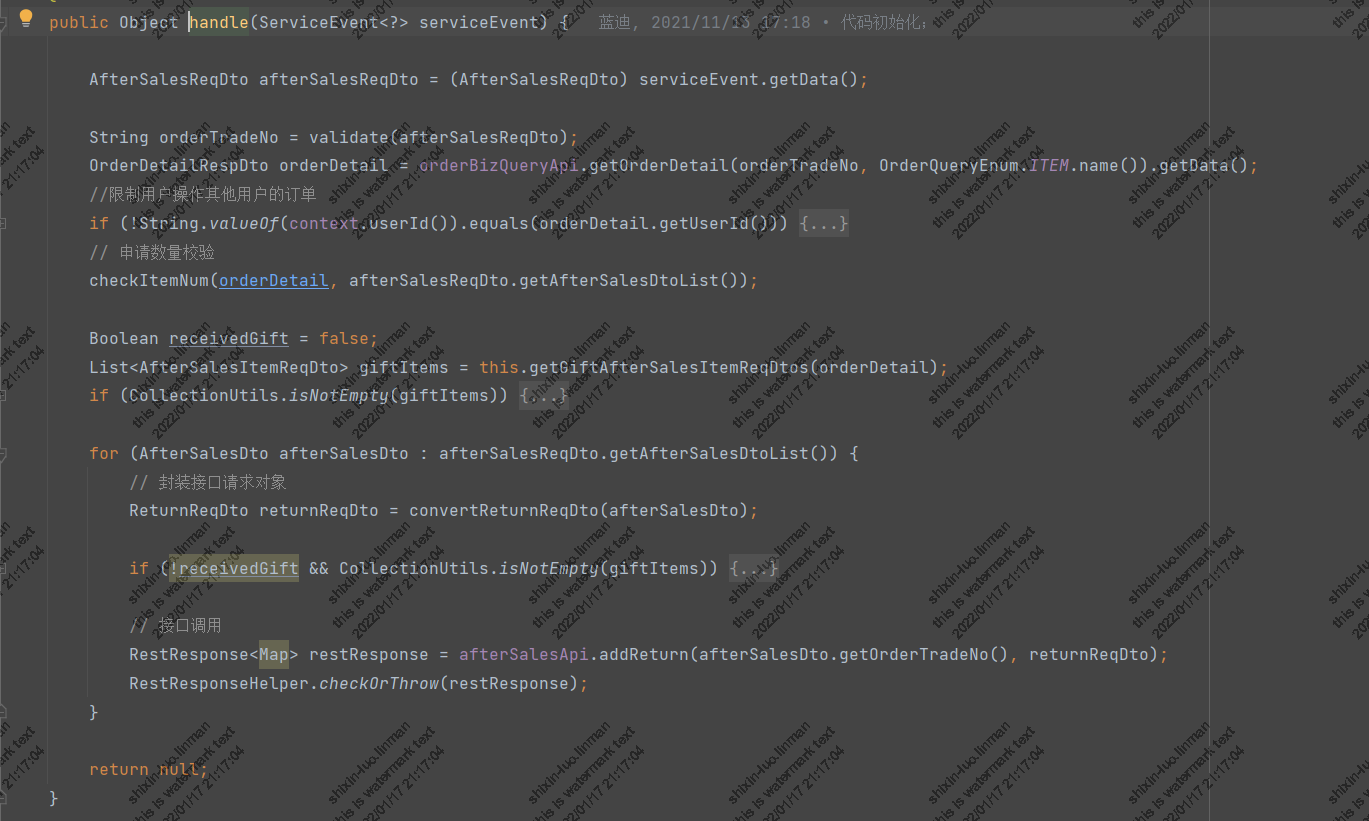 public Object handle(ServiceEvent<?> serviceEvent) { 蓝迪, 2021/11/15 17:18 • 代码初始化;
AfterSalesReqDto afterSalesReqDto = (AfterSalesReqDto) serviceEvent.getData();
String orderTradeNo = validate(afterSalesReqDto);
OrderDetailRespDto orderDetail = orderBizQueryApi.getOrderDetail(orderTradeNo, OrderQueryEnum.ITEM.name()).getData();
//限制用户操作其他用户的订单
if (!String.valueOf(context.userId()).equals(orderDetail.getUserId())) {...}
// 申请数量校验
checkItemNum(orderDetail, afterSalesReqDto.getAfterSalesDtoList());
Boolean receivedGift = false;
List<AfterSalesItemReqDto> giftItems = this.getGiftAfterSalesItemReqDtos(orderDetail);
if (CollectionUtils.isNotEmpty(giftItems)) {...}
for (AfterSalesDto afterSalesDto : afterSalesReqDto.getAfterSalesDtoList()) {
// 封装接口请求对象
ReturnReqDto returnReqDto = convertReturnReqDto(afterSalesDto);
if (!receivedGift && CollectionUtils.isNotEmpty(giftItems)) {...}
// 接口调用
RestResponse<Map> restResponse = afterSalesApi.addReturn(afterSalesDto.getOrderTradeNo(), returnReqDto);
RestResponseHelper.checkOrThrow(restResponse);
}
return null;
}
shixin-luo.linman
this is watermark text
2022/01/17 21:17:04